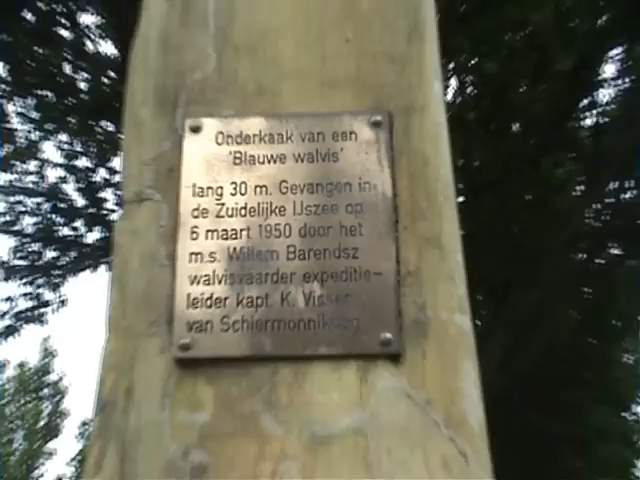 Onderkaak van een
'Blauwe walvis'
lang 30 m. Gevangen in
de Zuidelijke IJszee op
6 maart 1950 door het
m.s. Willem Barendsz
walvisvaarder expeditie-
leider kapt. K. Visser
van Schiermonnikoog